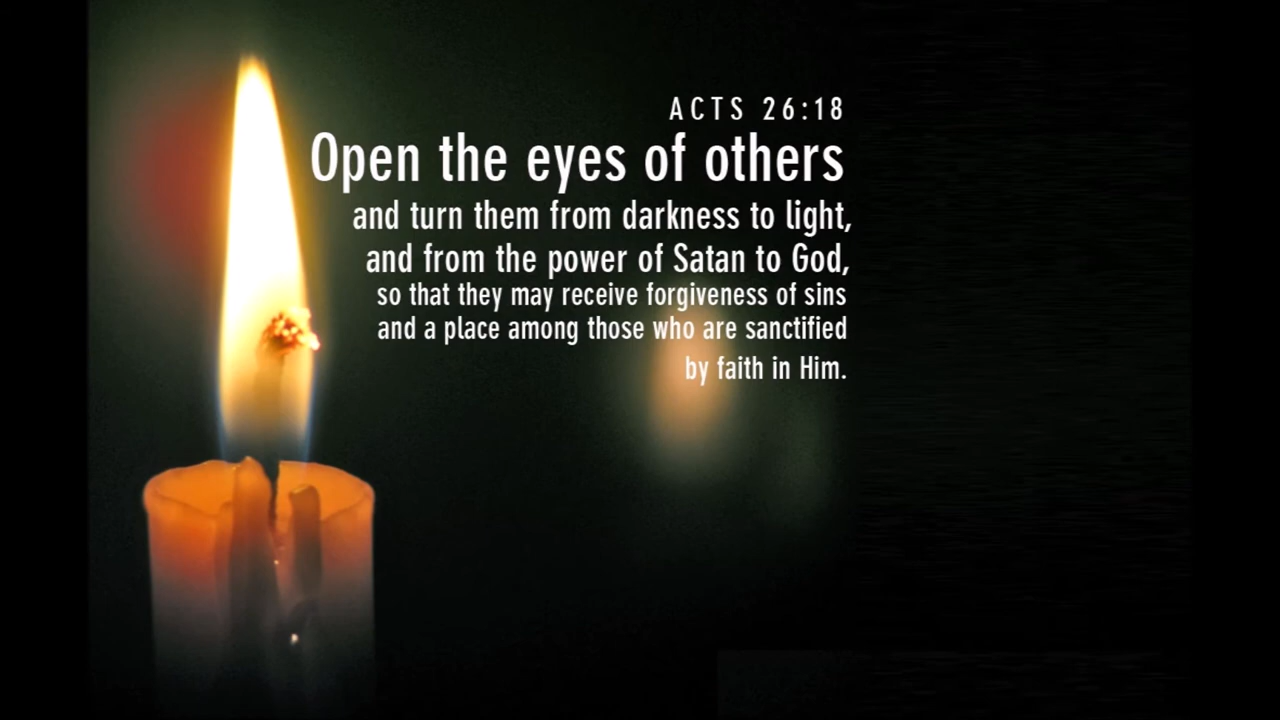 ACTS 26:18
Open the eyes of others
and turn them from darkness to light,
and from the power of Satan to God,
so that they may receive forgiveness of sins
and a place among those who are sanctified
by faith in Him.